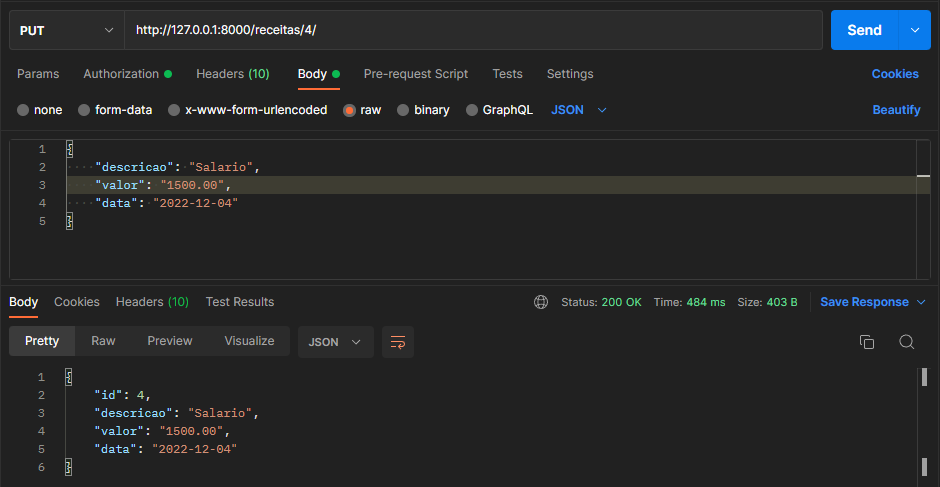 PUT http://127.0.0.1:8000/receitas/4/ Send
Params Authorization Headers (10) Body Pre-request Script Tests Settings Cookies
none form-data x-www-form-urlencoded raw binary GraphQL JSON Beautify
1 {
2 "descricao": "Salario",
3 "valor": "1500.00",
4 "data": "2022-12-04"
5 }
Body Cookies Headers (10) Test Results Status: 200 OK Time: 484 ms Size: 403 B Save Response
Pretty Raw Preview Visualize JSON
1 {
2 "id": 4,
3 "descricao": "Salario",
4 "valor": "1500.00",
5 "data": "2022-12-04"
6 }